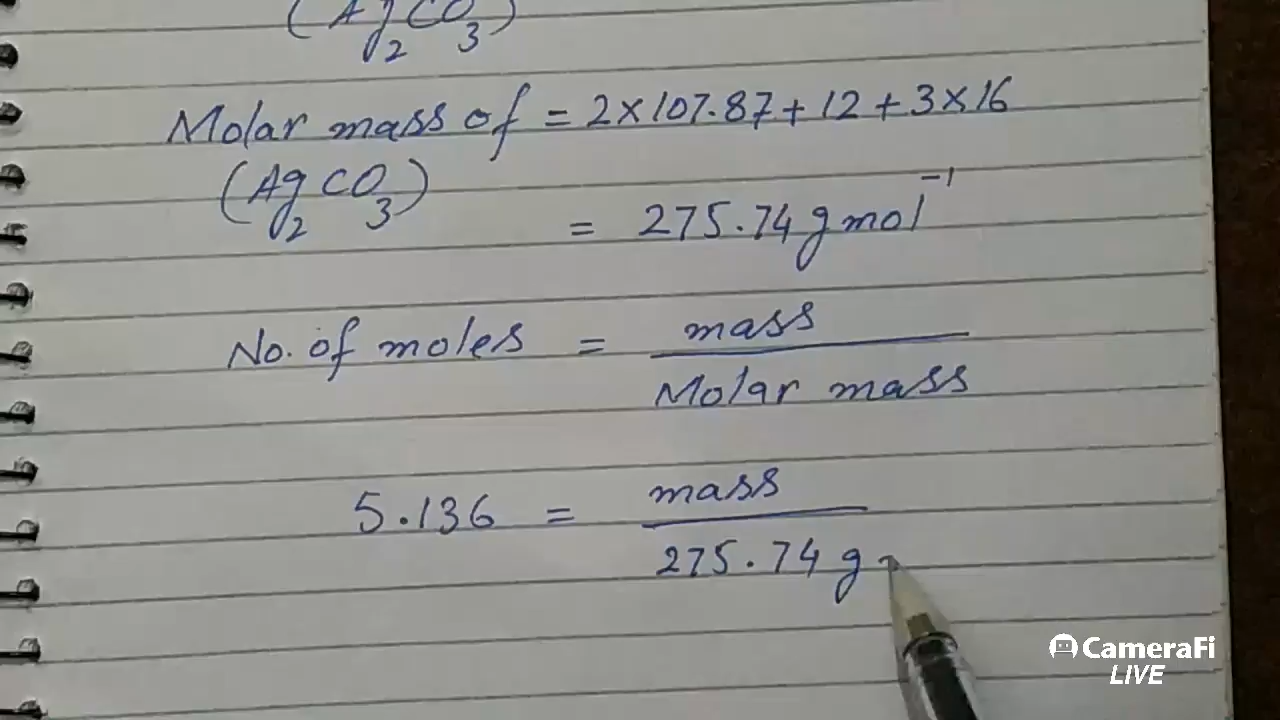 (Ag2CO3)
Molar mass of = 2×107.87+12+3×16
(Ag2CO3)
= 275.74 g mol⁻¹
No. of moles = mass
Molar mass
5.136 = mass
275.74 g
CameraFi
LIVE